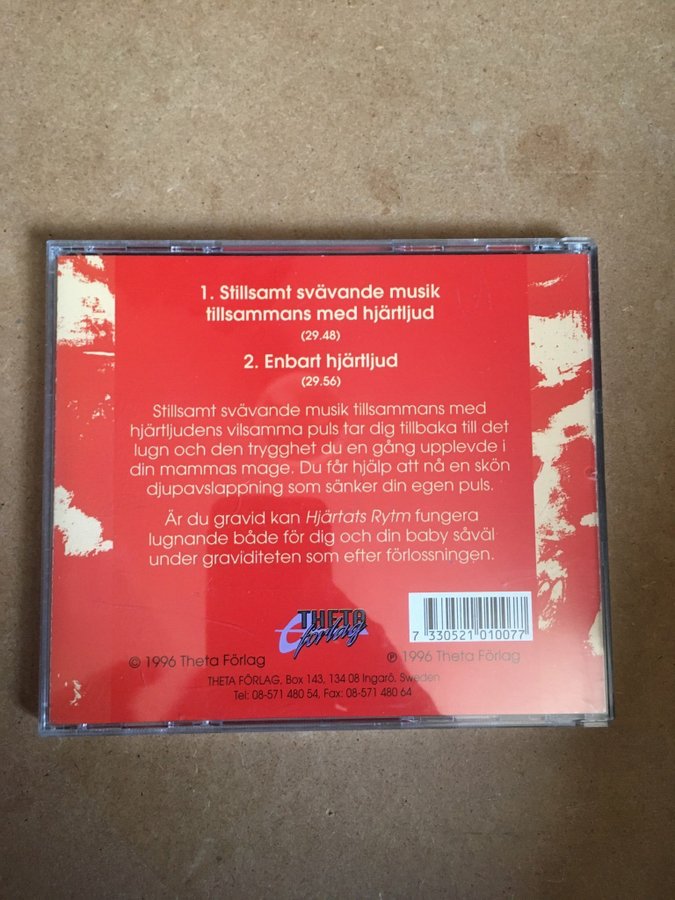 1. Stillsamt svävande musik
tillsammans med hjärtljud
(29.48)
2. Enbart hjärtljud
(29.56)
Stillsamt svävande musik tillsammans med
hjärtljudens vilsamma puls tar dig tillbaka till det
lugn och den trygghet du en gång upplevde i
din mammas mage. Du får hjälp att nå en skön
djupavslappning som sänker din egen puls.
Är du gravid kan Hjärtats Rytm fungera
lugnande både för dig och din baby såväl
under graviditeten som efter förlossningen.
THETA
förlag
7 330521 010077
© 1996 Theta Förlag
℗ 1996 Theta Förlag
THETA FÖRLAG, Box 143, 134 08 Ingarö, Sweden
Tel: 08-571 480 54, Fax: 08-571 480 64